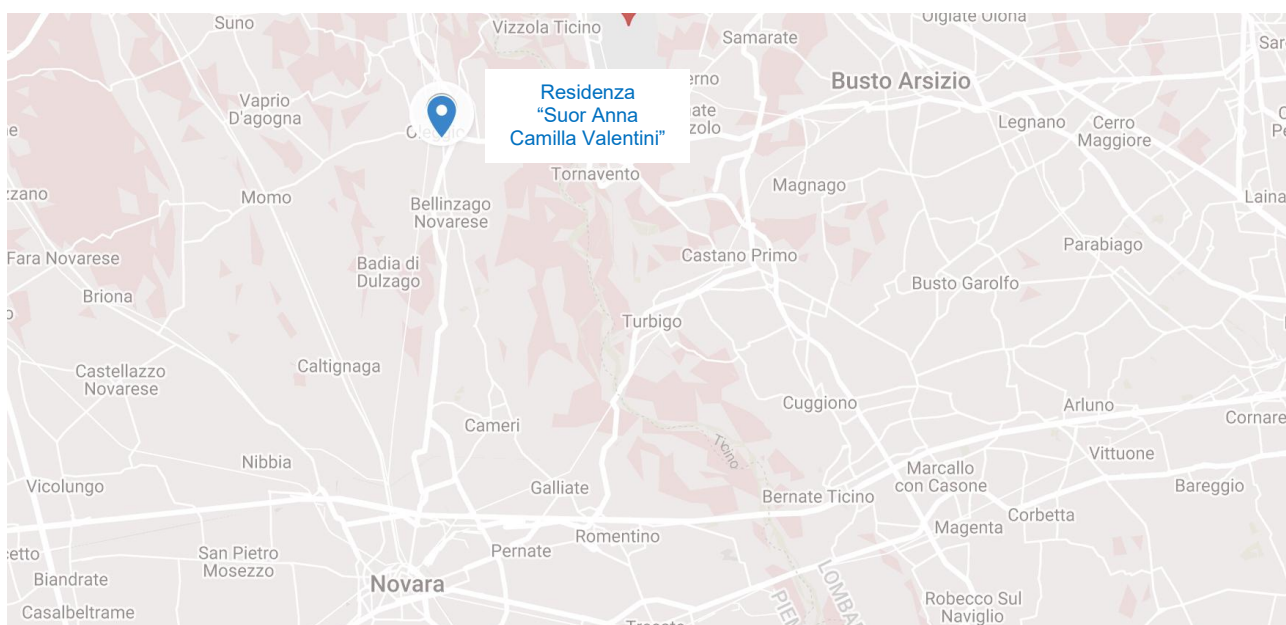 Suno
Vizzola Ticino
Samarate
Busto Arsizio
Residenza
“Suor Anna
Camilla Valentini”
Vaprio
D'agogna
Legnano
Cerro
Maggiore
Tornavento
Magnago
Momo
Bellinzago
Novarese
Laina
Parabiago
Fara Novarese
Castano Primo
Badia di
Dulzago
Busto Garolfo
Briona
Turbigo
Caltignaga
Castellazzo
Novarese
Cuggiono
Arluno
Cornare
Cameri
Ticino
Vittuone
Nibbia
Marcallo
con Casone
Vicolungo
Galliate
Bernate Ticino
Bareggio
Corbetta
Magenta
Romentino
Pernate
San Pietro
Mosezzo
Biandrate
Novara
Casalbeltrame
Robecco Sul
Naviglio